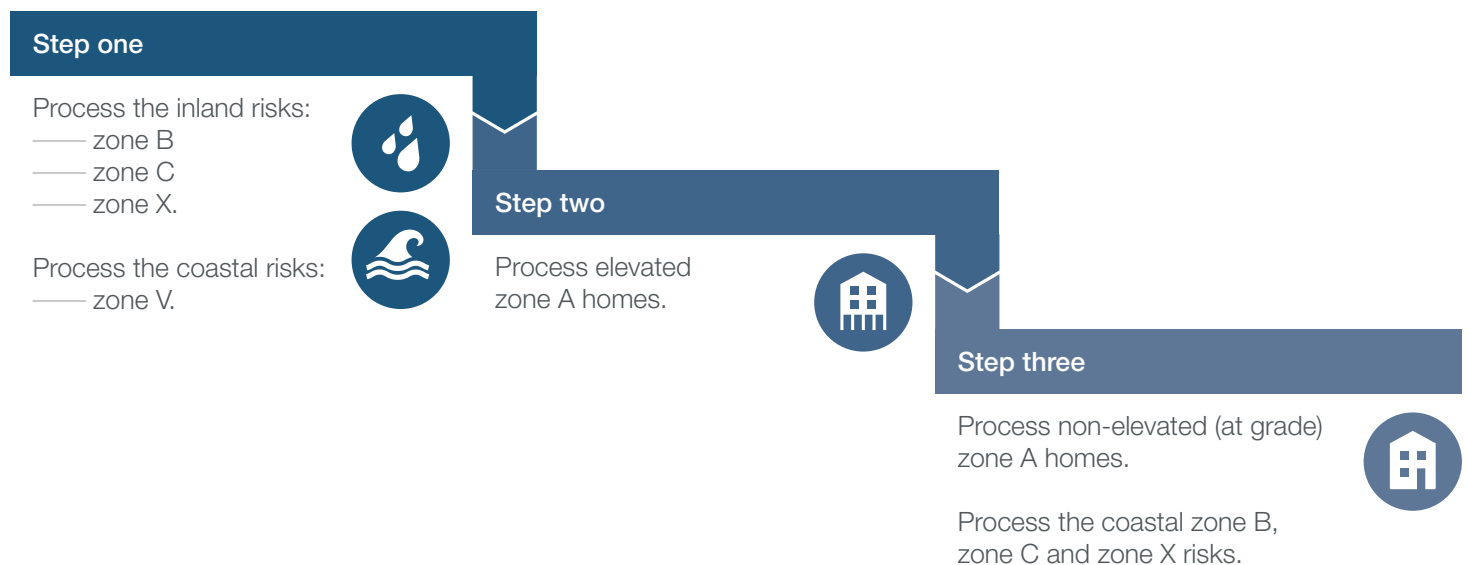 Step one
Process the inland risks:
zone B
zone C
zone X.
Process the coastal risks:
zone V.
Step two
Process elevated
zone A homes.
Step three
Process non-elevated (at grade)
zone A homes.
Process the coastal zone B,
zone C and zone X risks.